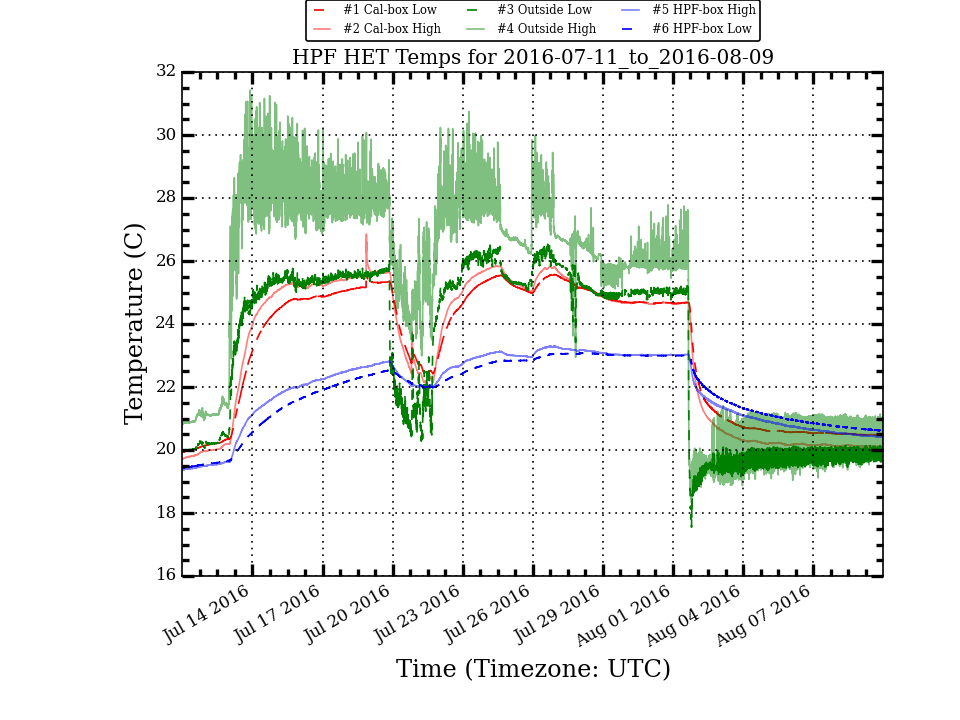 #1 Cal-box Low #3 Outside Low #5 HPF-box High
#2 Cal-box High #4 Outside High #6 HPF-box Low
HPF HET Temps for 2016-07-11_to_2016-08-09
32
30
28
26
24
22
20
18
16
Temperature (C)
Jul 14 2016 Jul 17 2016 Jul 20 2016 Jul 23 2016 Jul 26 2016 Jul 29 2016 Aug 01 2016 Aug 04 2016 Aug 07 2016
Time (Timezone: UTC)